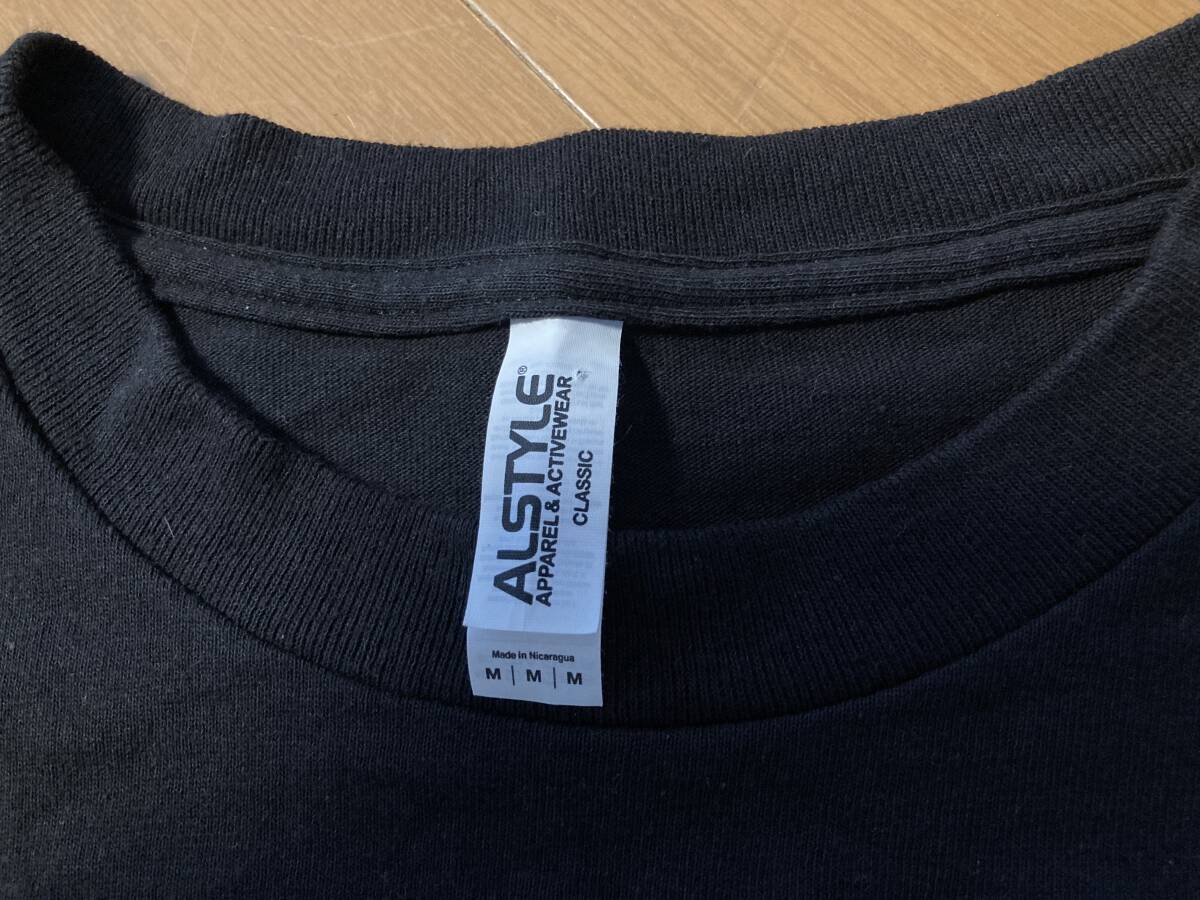 ALSTYLE®
APPAREL & ACTIVEWEAR
CLASSIC
Made in Nicaragua
M | M | M